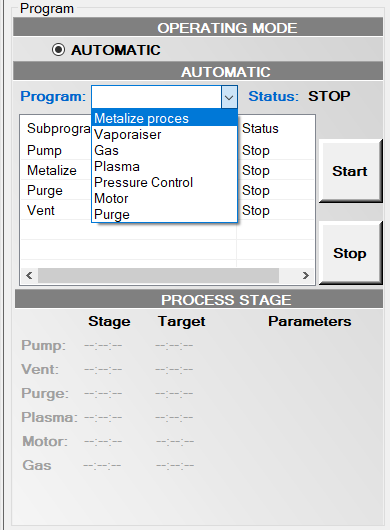 Program
OPERATING MODE
AUTOMATIC
AUTOMATIC
Program: Status: STOP
Metalize proces
Vaporaiser
Gas
Plasma
Pressure Control
Motor
Purge
Subprogra Status
Pump Stop
Metalize Stop
Purge Stop
Vent Stop
Start
Stop
PROCESS STAGE
Stage Target Parameters
Pump: --:--:-- --:--:--
Vent: --:--:-- --:--:--
Purge: --:--:-- --:--:--
Plasma: --:--:-- --:--:--
Motor: --:--:-- --:--:--
Gas --:--:-- --:--:--